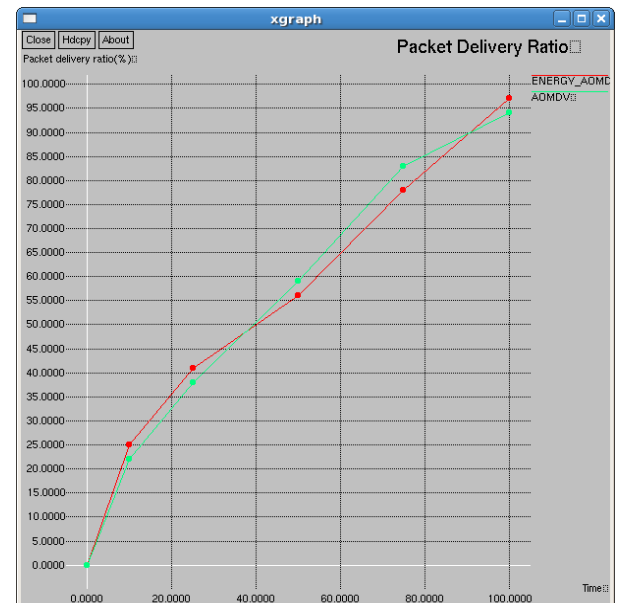 xgraph
Close Hdcpy About
Packet Delivery Ratio
Packet delivery ratio(%)
ENERGY_AOMD
AOMDV
100.0000
95.0000
90.0000
85.0000
80.0000
75.0000
70.0000
65.0000
60.0000
55.0000
50.0000
45.0000
40.0000
35.0000
30.0000
25.0000
20.0000
15.0000
10.0000
5.0000
0.0000
Time
0.0000 20.0000 40.0000 60.0000 80.0000 100.0000